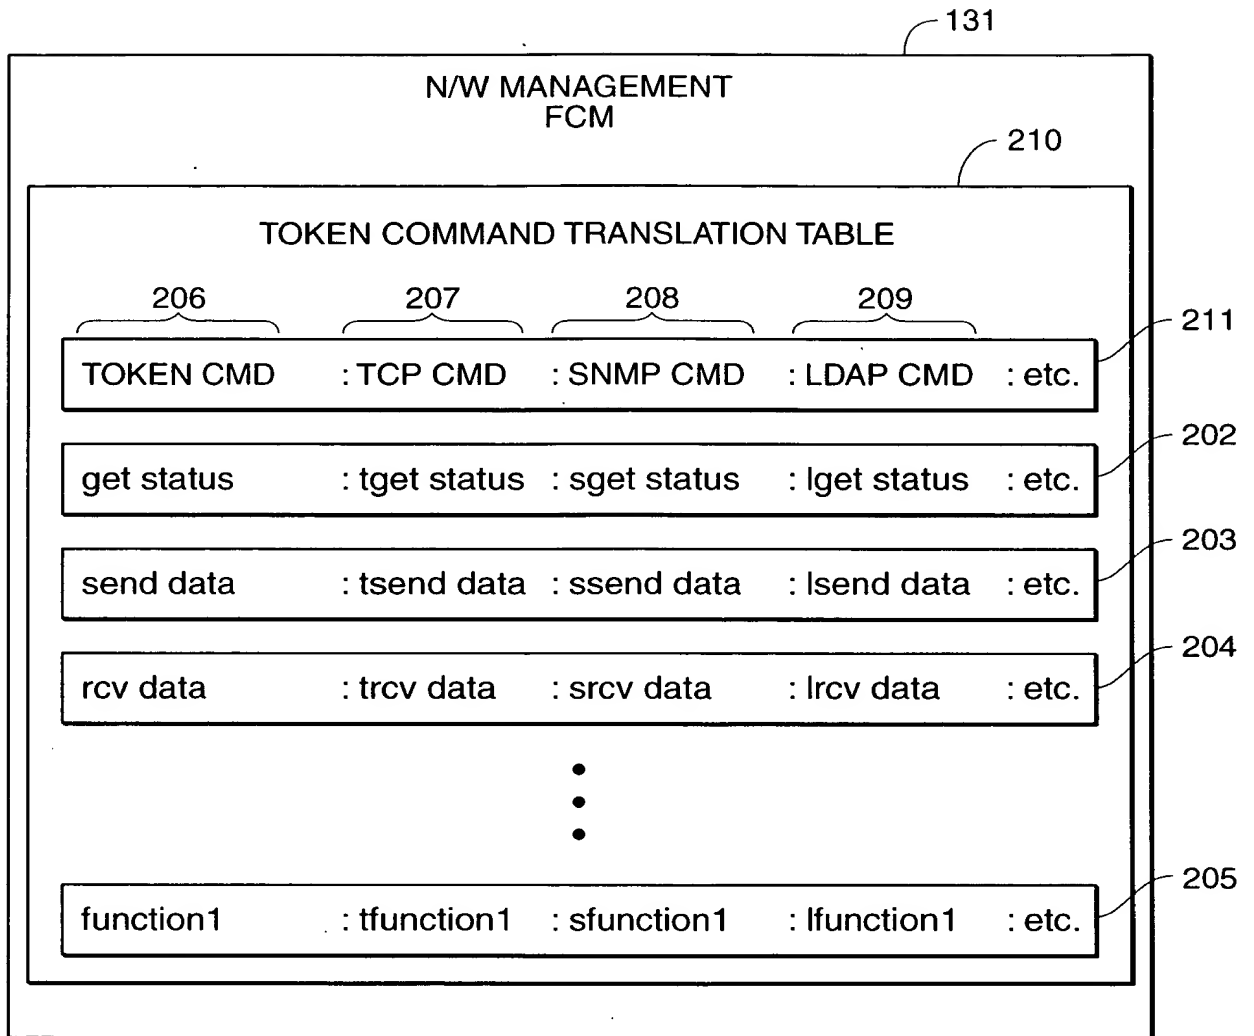 131
N/W MANAGEMENT
FCM
210
TOKEN COMMAND TRANSLATION TABLE
206 207 208 209
211
TOKEN CMD : TCP CMD : SNMP CMD : LDAP CMD : etc.
202
get status : tget status : sget status : lget status : etc.
203
send data : tsend data : ssend data : lsend data : etc.
204
rcv data : trcv data : srcv data : lrcv data : etc.
205
function1 : tfunction1 : sfunction1 : lfunction1 : etc.